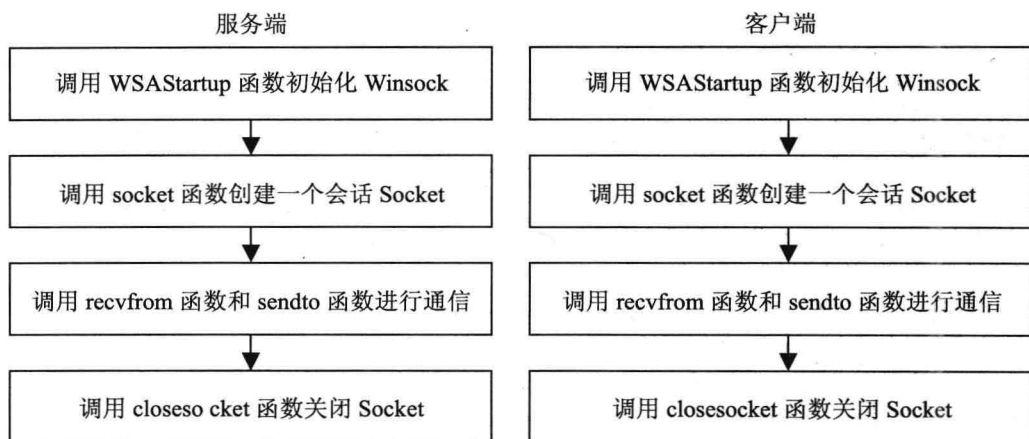 服务端
调用 WSAStartup 函数初始化 Winsock
调用 socket 函数创建一个会话 Socket
调用 recvfrom 函数和 sendto 函数进行通信
调用 closeso cket 函数关闭 Socket
客户端
调用 WSAStartup 函数初始化 Winsock
调用 socket 函数创建一个会话 Socket
调用 recvfrom 函数和 sendto 函数进行通信
调用 closesocket 函数关闭 Socket